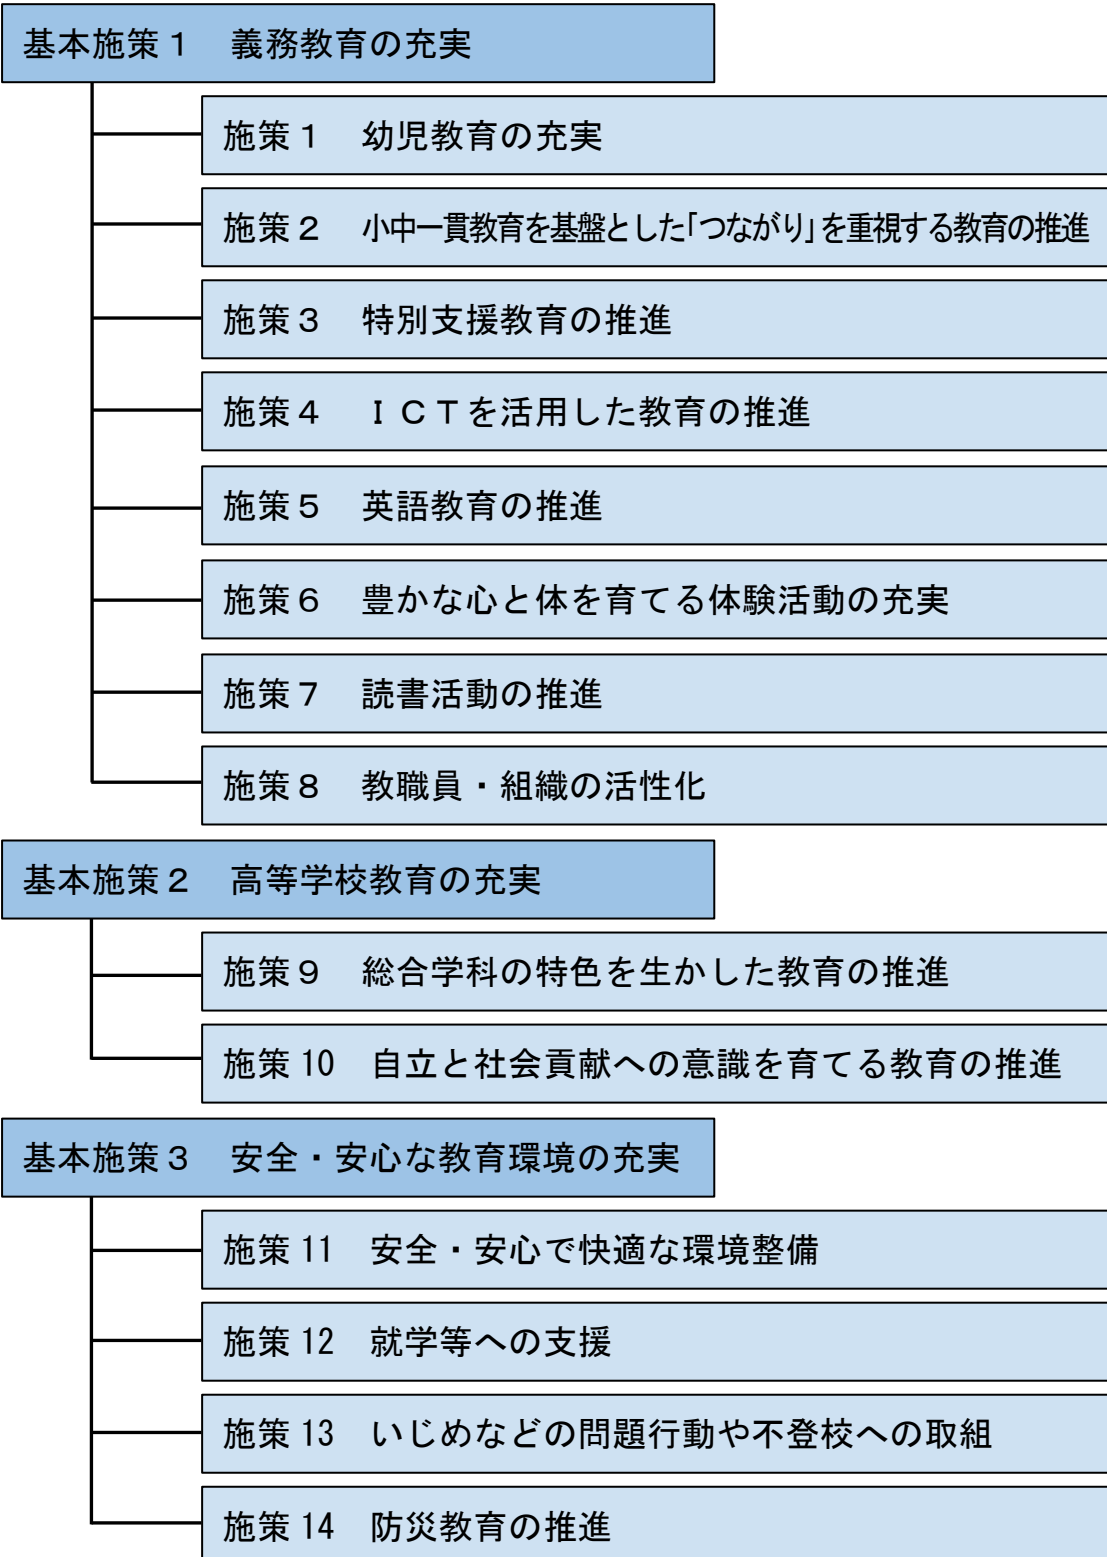 基本施策１　義務教育の充実
施策１　幼児教育の充実
施策２　小中一貫教育を基盤とした「つながり」を重視する教育の推進
施策３　特別支援教育の推進
施策４　ＩＣＴを活用した教育の推進
施策５　英語教育の推進
施策６　豊かな心と体を育てる体験活動の充実
施策７　読書活動の推進
施策８　教職員・組織の活性化
基本施策２　高等学校教育の充実
施策９　総合学科の特色を生かした教育の推進
施策 10　自立と社会貢献への意識を育てる教育の推進
基本施策３　安全・安心な教育環境の充実
施策 11　安全・安心で快適な環境整備
施策 12　就学等への支援
施策 13　いじめなどの問題行動や不登校への取組
施策 14　防災教育の推進